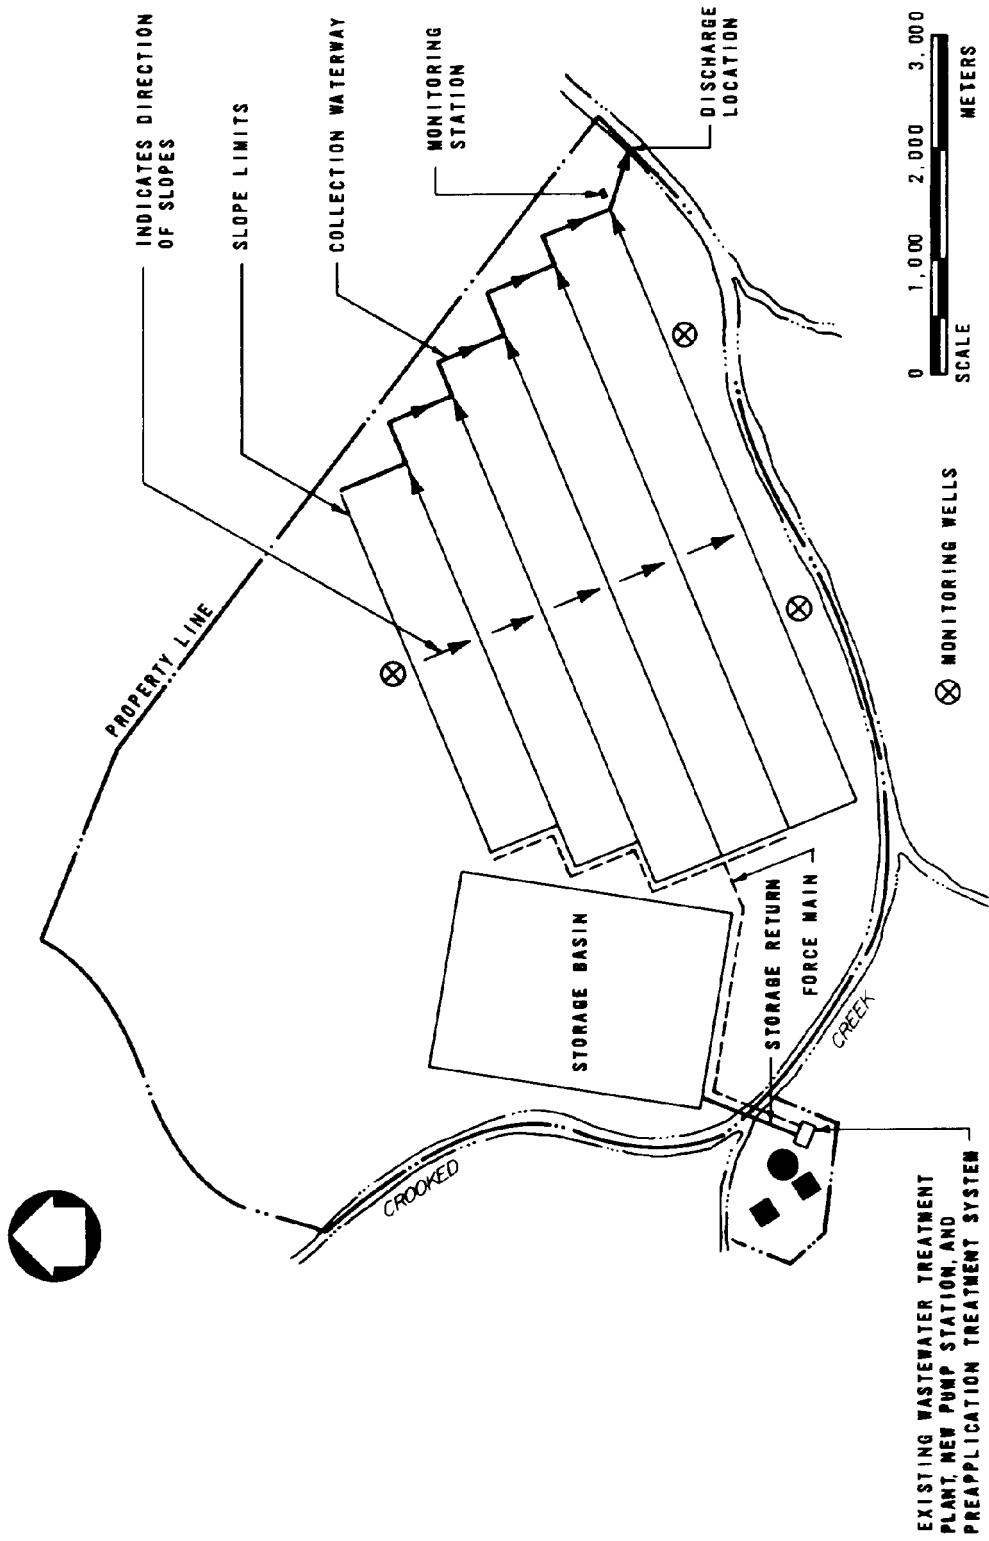 INDICATES DIRECTION
OF SLOPES
SLOPE LIMITS
COLLECTION WATERWAY
MONITORING
STATION
DISCHARGE
LOCATION
PROPERTY LINE
STORAGE BASIN
STORAGE RETURN
FORCE MAIN
CROOKED
CREEK
EXISTING WASTEWATER TREATMENT
PLANT, NEW PUMP STATION, AND
PREAPPLICATION TREATMENT SYSTEM
MONITORING WELLS
0 1,000 2,000 3,000
SCALE METERS